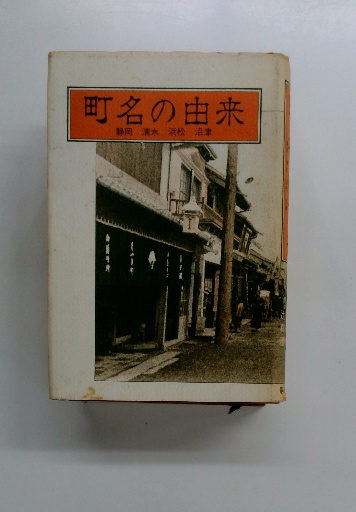 町名の由来
静岡 清水 浜松 沼津